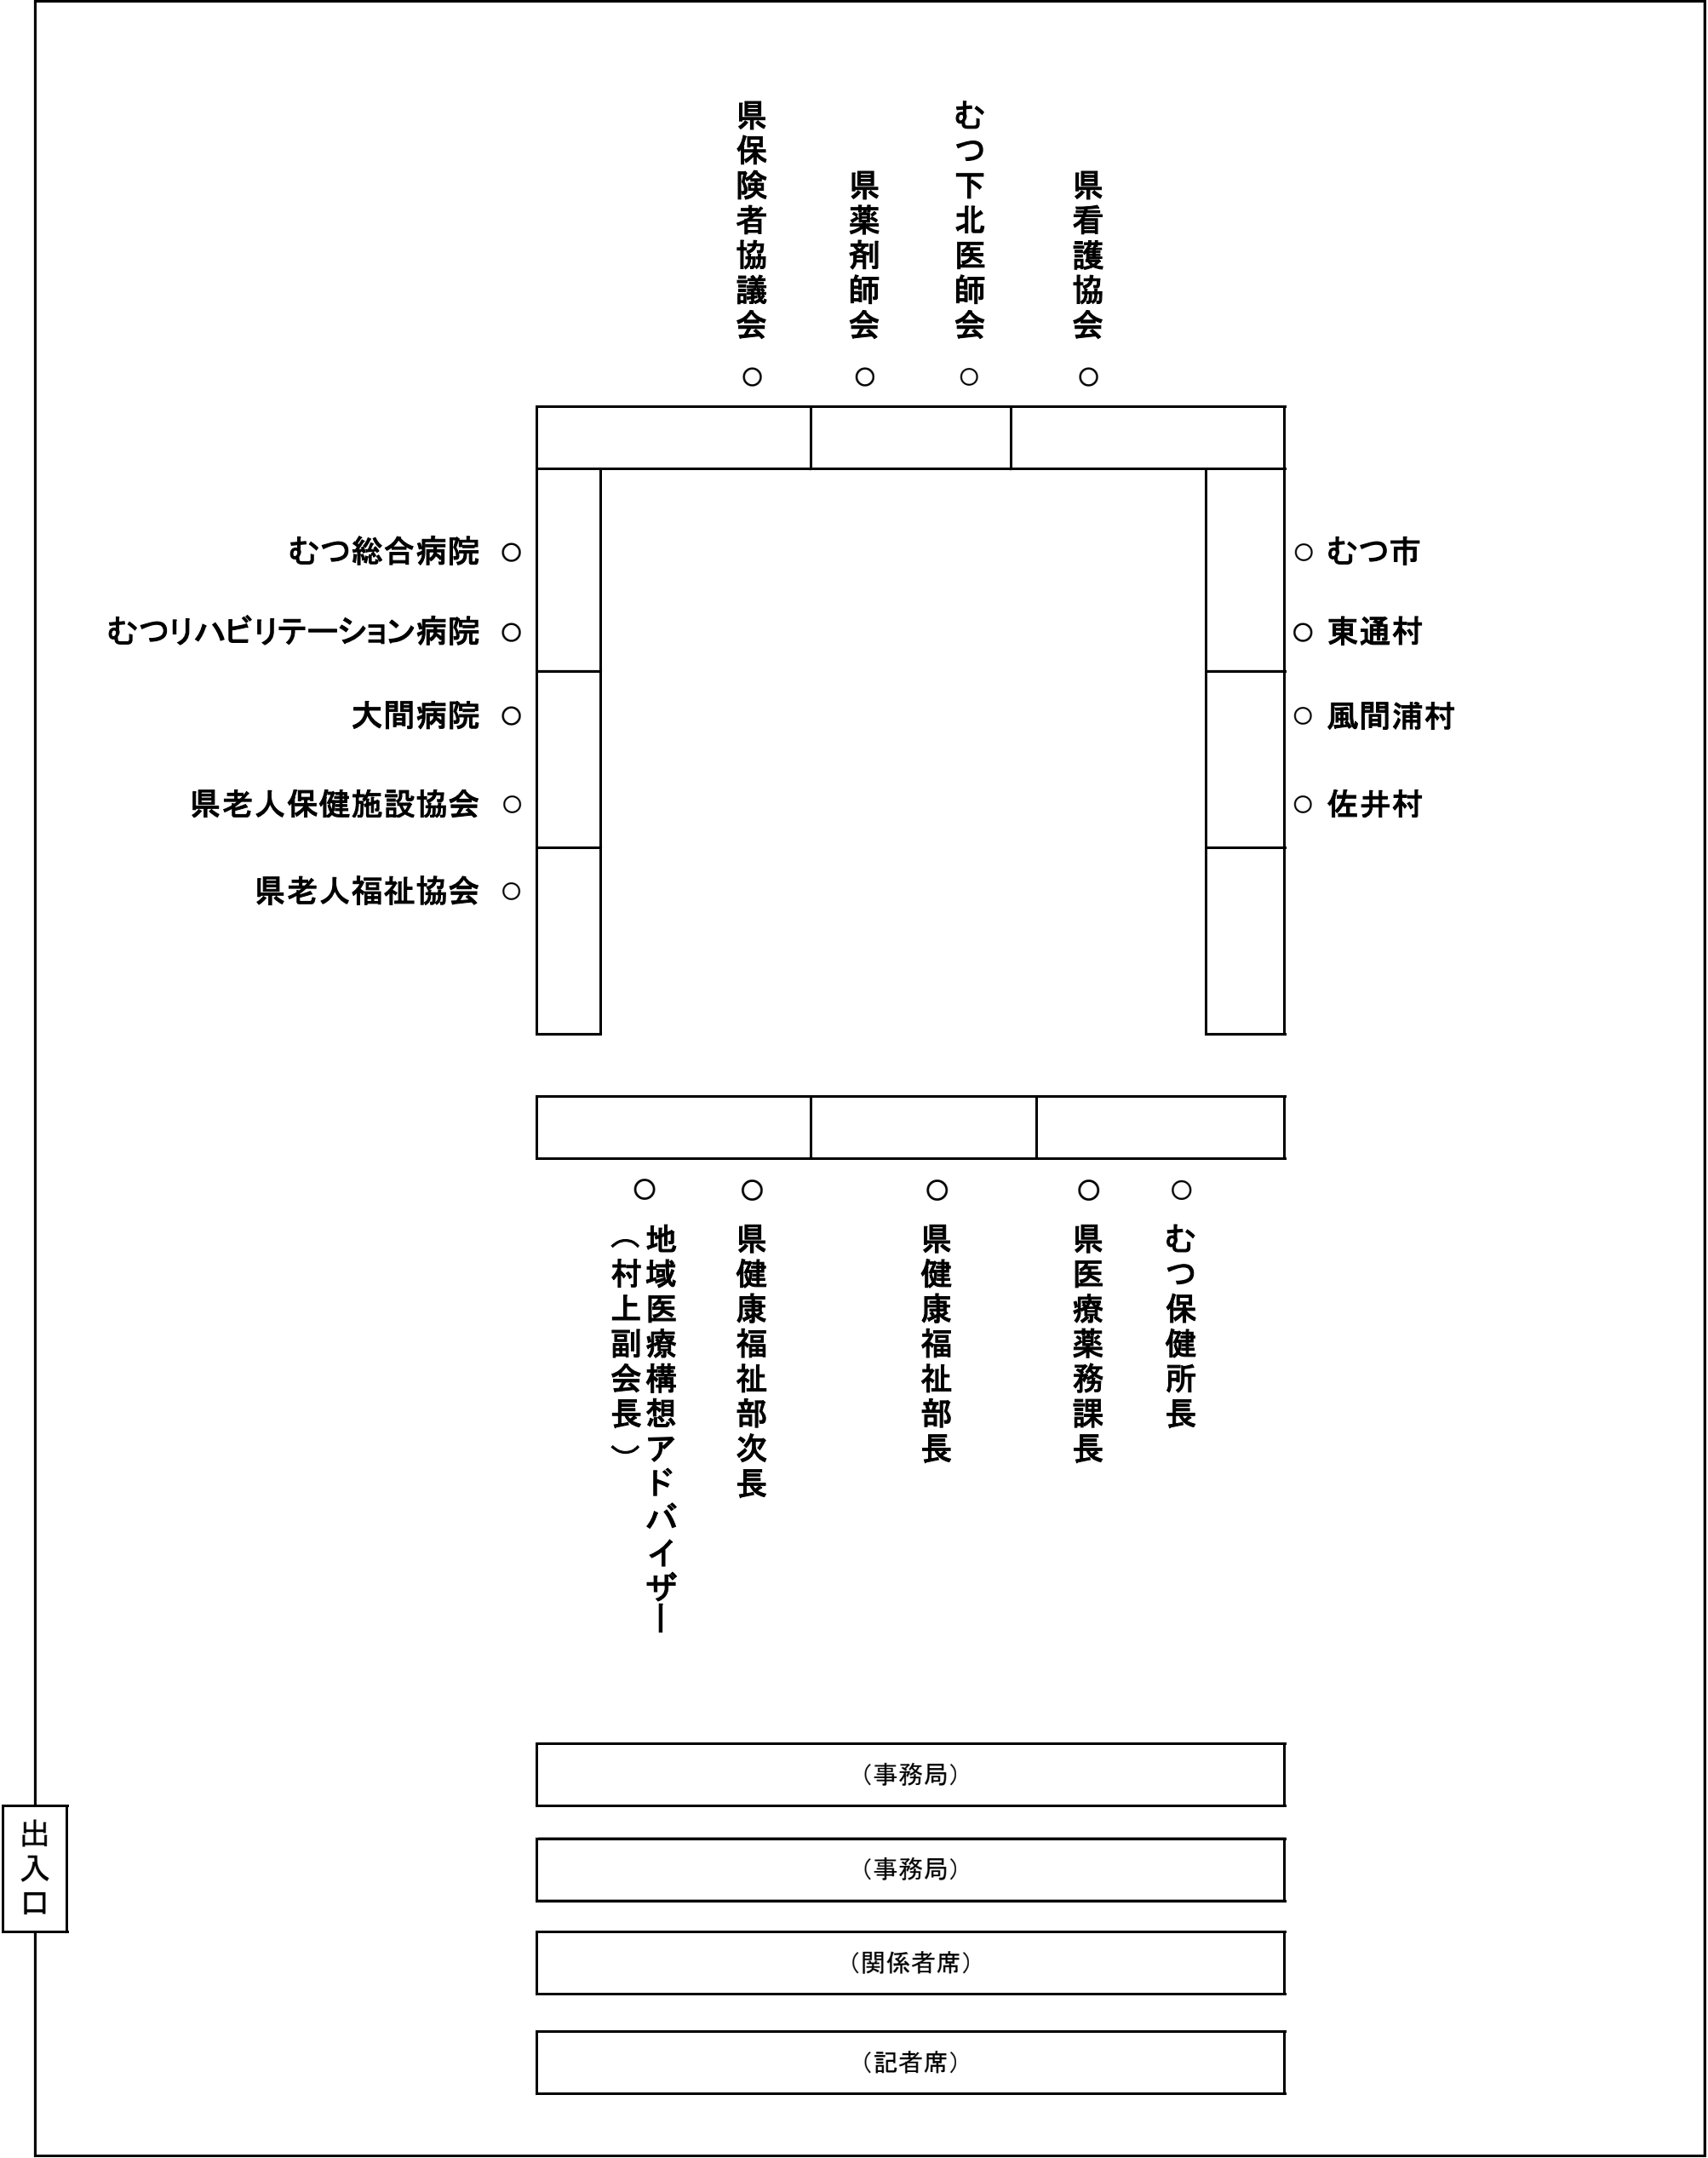 県保険者協議会
県薬剤師会
むつ下北医師会
県看護協会
○ ○ ○ ○
むつ総合病院 ○
むつリハビリテーション病院 ○
大間病院 ○
県老人保健施設協会 ○
県老人福祉協会 ○
○ むつ市
○ 東通村
○ 風間浦村
○ 佐井村
○ ○ ○ ○ ○
地域医療構想アドバイザー
（村上副会長）
県健康福祉部次長
県健康福祉部長
県医療薬務課長
むつ保健所長
（事務局）
（事務局）
（関係者席）
（記者席）
出入口